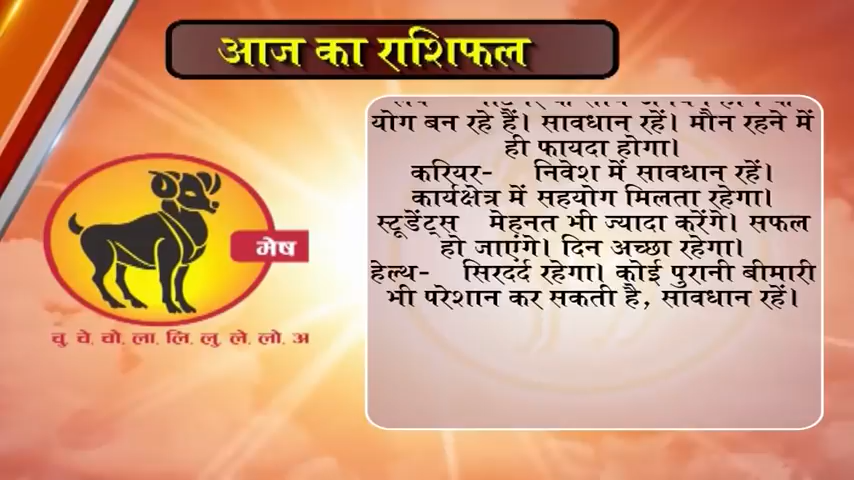 आज का राशिफल
योग बन रहे हैं। सावधान रहें। मौन रहने में
ही फायदा होगा।
करियर- निवेश में सावधान रहें।
कार्यक्षेत्र में सहयोग मिलता रहेगा।
स्टूडेंट्स मेहनत भी ज्यादा करेंगे। सफल
हो जाएंगे। दिन अच्छा रहेगा।
हेल्थ- सिरदर्द रहेगा। कोई पुरानी बीमारी
भी परेशान कर सकती है, सावधान रहें।
मेष
चु, चे, चो, ला, लि, लु, ले, लो, अ